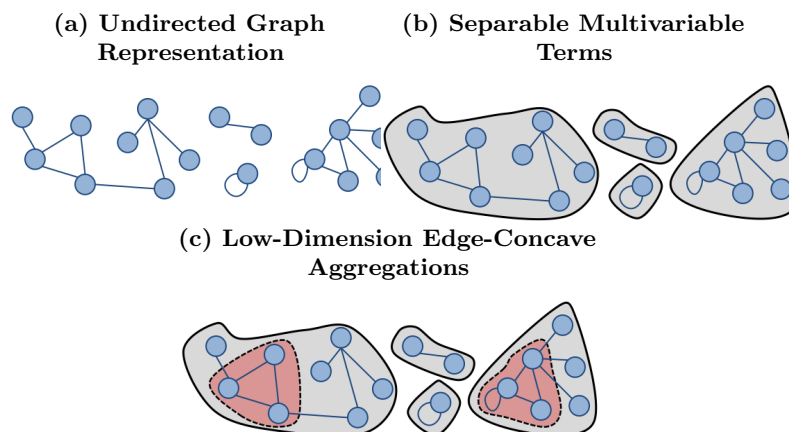 (a) Undirected Graph
Representation
(b) Separable Multivariable
Terms
(c) Low-Dimension Edge-Concave
Aggregations